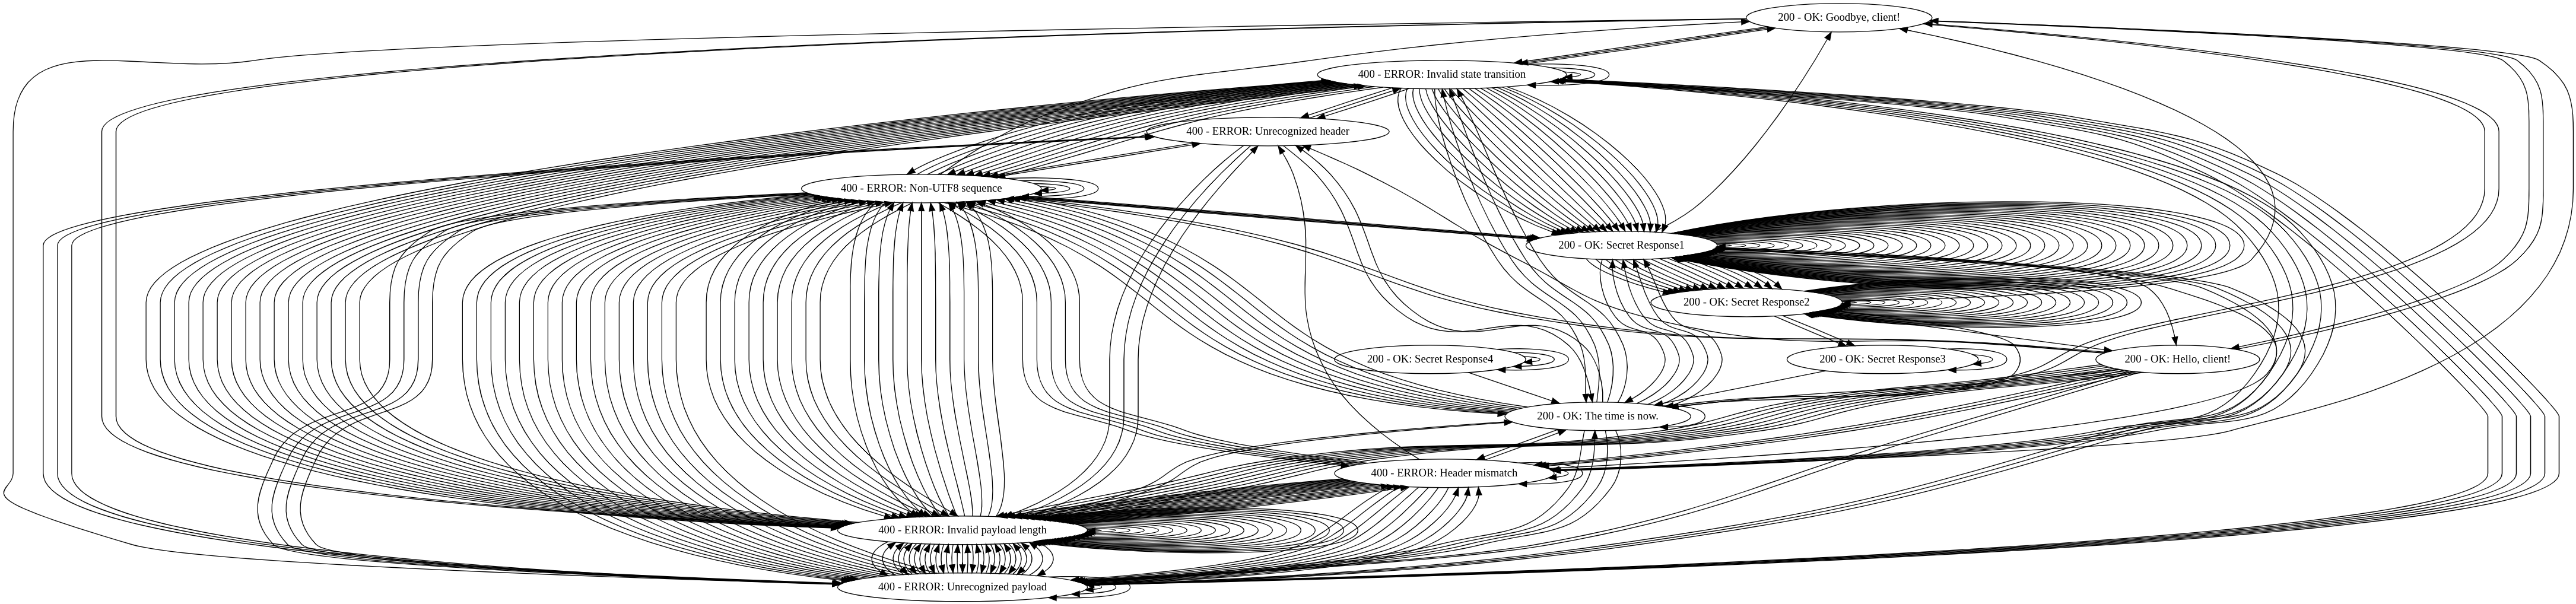 200 - OK: Goodbye, client!
400 - ERROR: Invalid state transition
400 - ERROR: Unrecognized header
400 - ERROR: Non-UTF8 sequence
200 - OK: Secret Response1
200 - OK: Secret Response2
200 - OK: Secret Response4
200 - OK: Secret Response3
200 - OK: Hello, client!
200 - OK: The time is now.
400 - ERROR: Header mismatch
400 - ERROR: Invalid payload length
400 - ERROR: Unrecognized payload